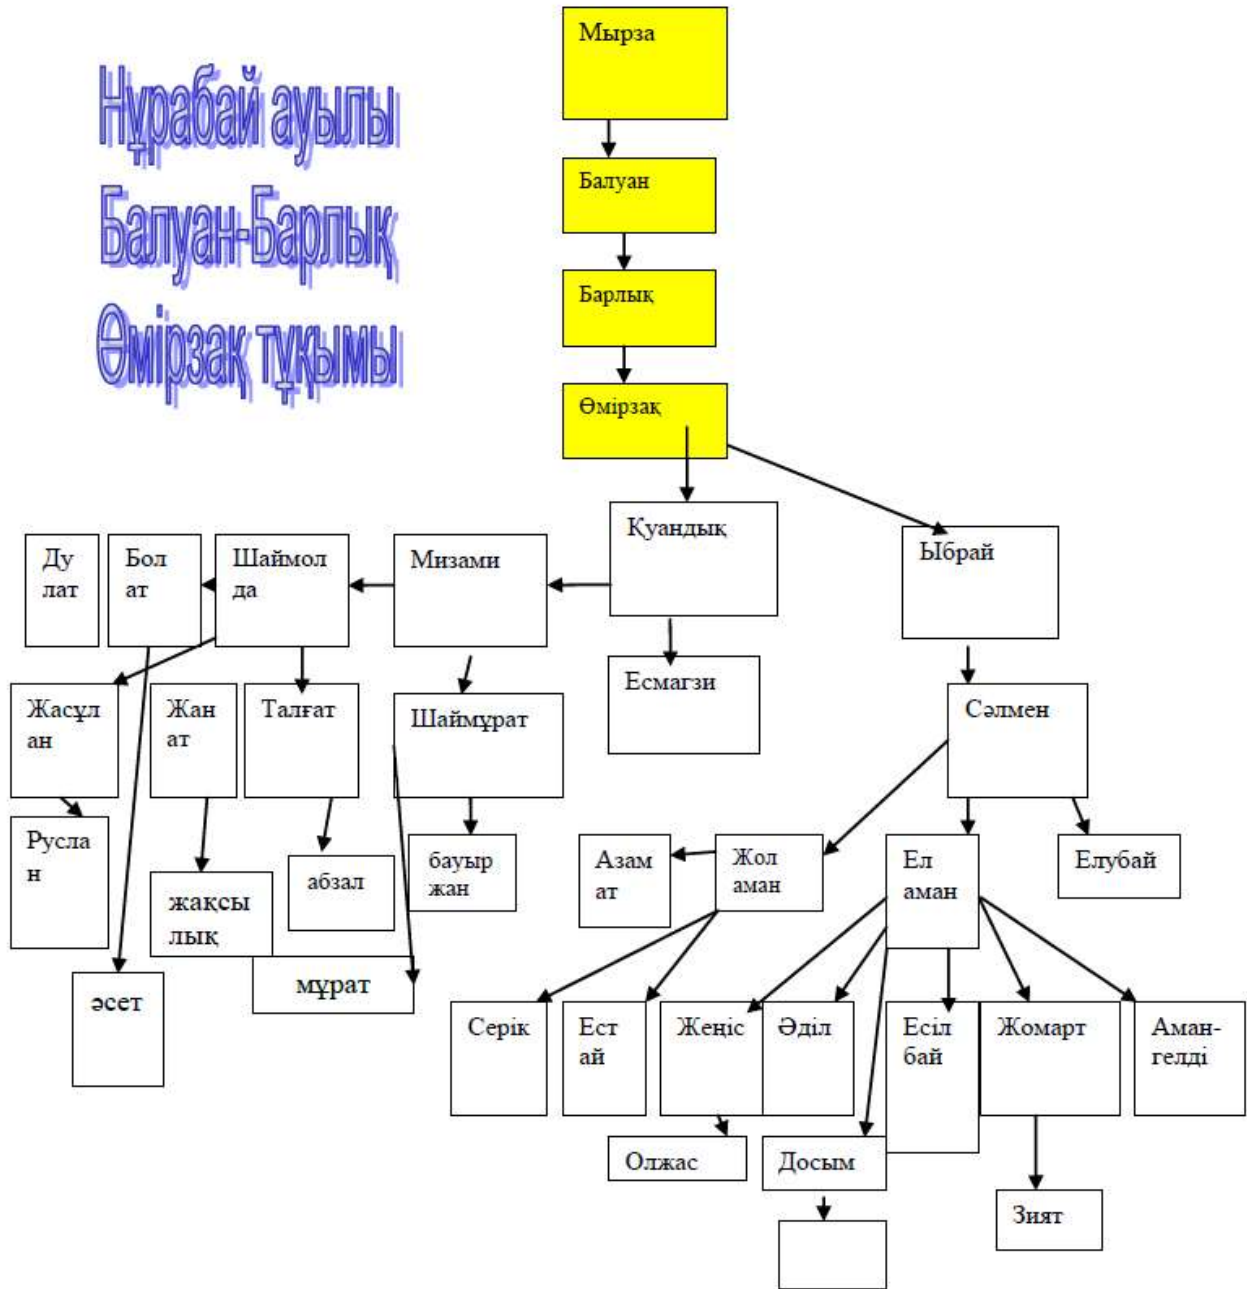 Мырза
Нұрабай ауылы
Балуан-Барлық
Өмірзақ тұқымы
Балуан
Барлық
Өмірзақ
Қуандық
Ыбрай
Ду
лат
Бол
ат
Шаймол
да
Мизами
Есмагзи
Сәлмен
Жасұл
ан
Жан
ат
Талғат
Шаймұрат
Русла
н
жақсы
лық
абзал
бауыр
жан
Азам
ат
Жол
аман
Ел
аман
Елубай
әсет
мұрат
Серік
Ест
ай
Жеңіс
Әділ
Есіл
бай
Жомарт
Аман-
гелді
Олжас
Досым
Зият